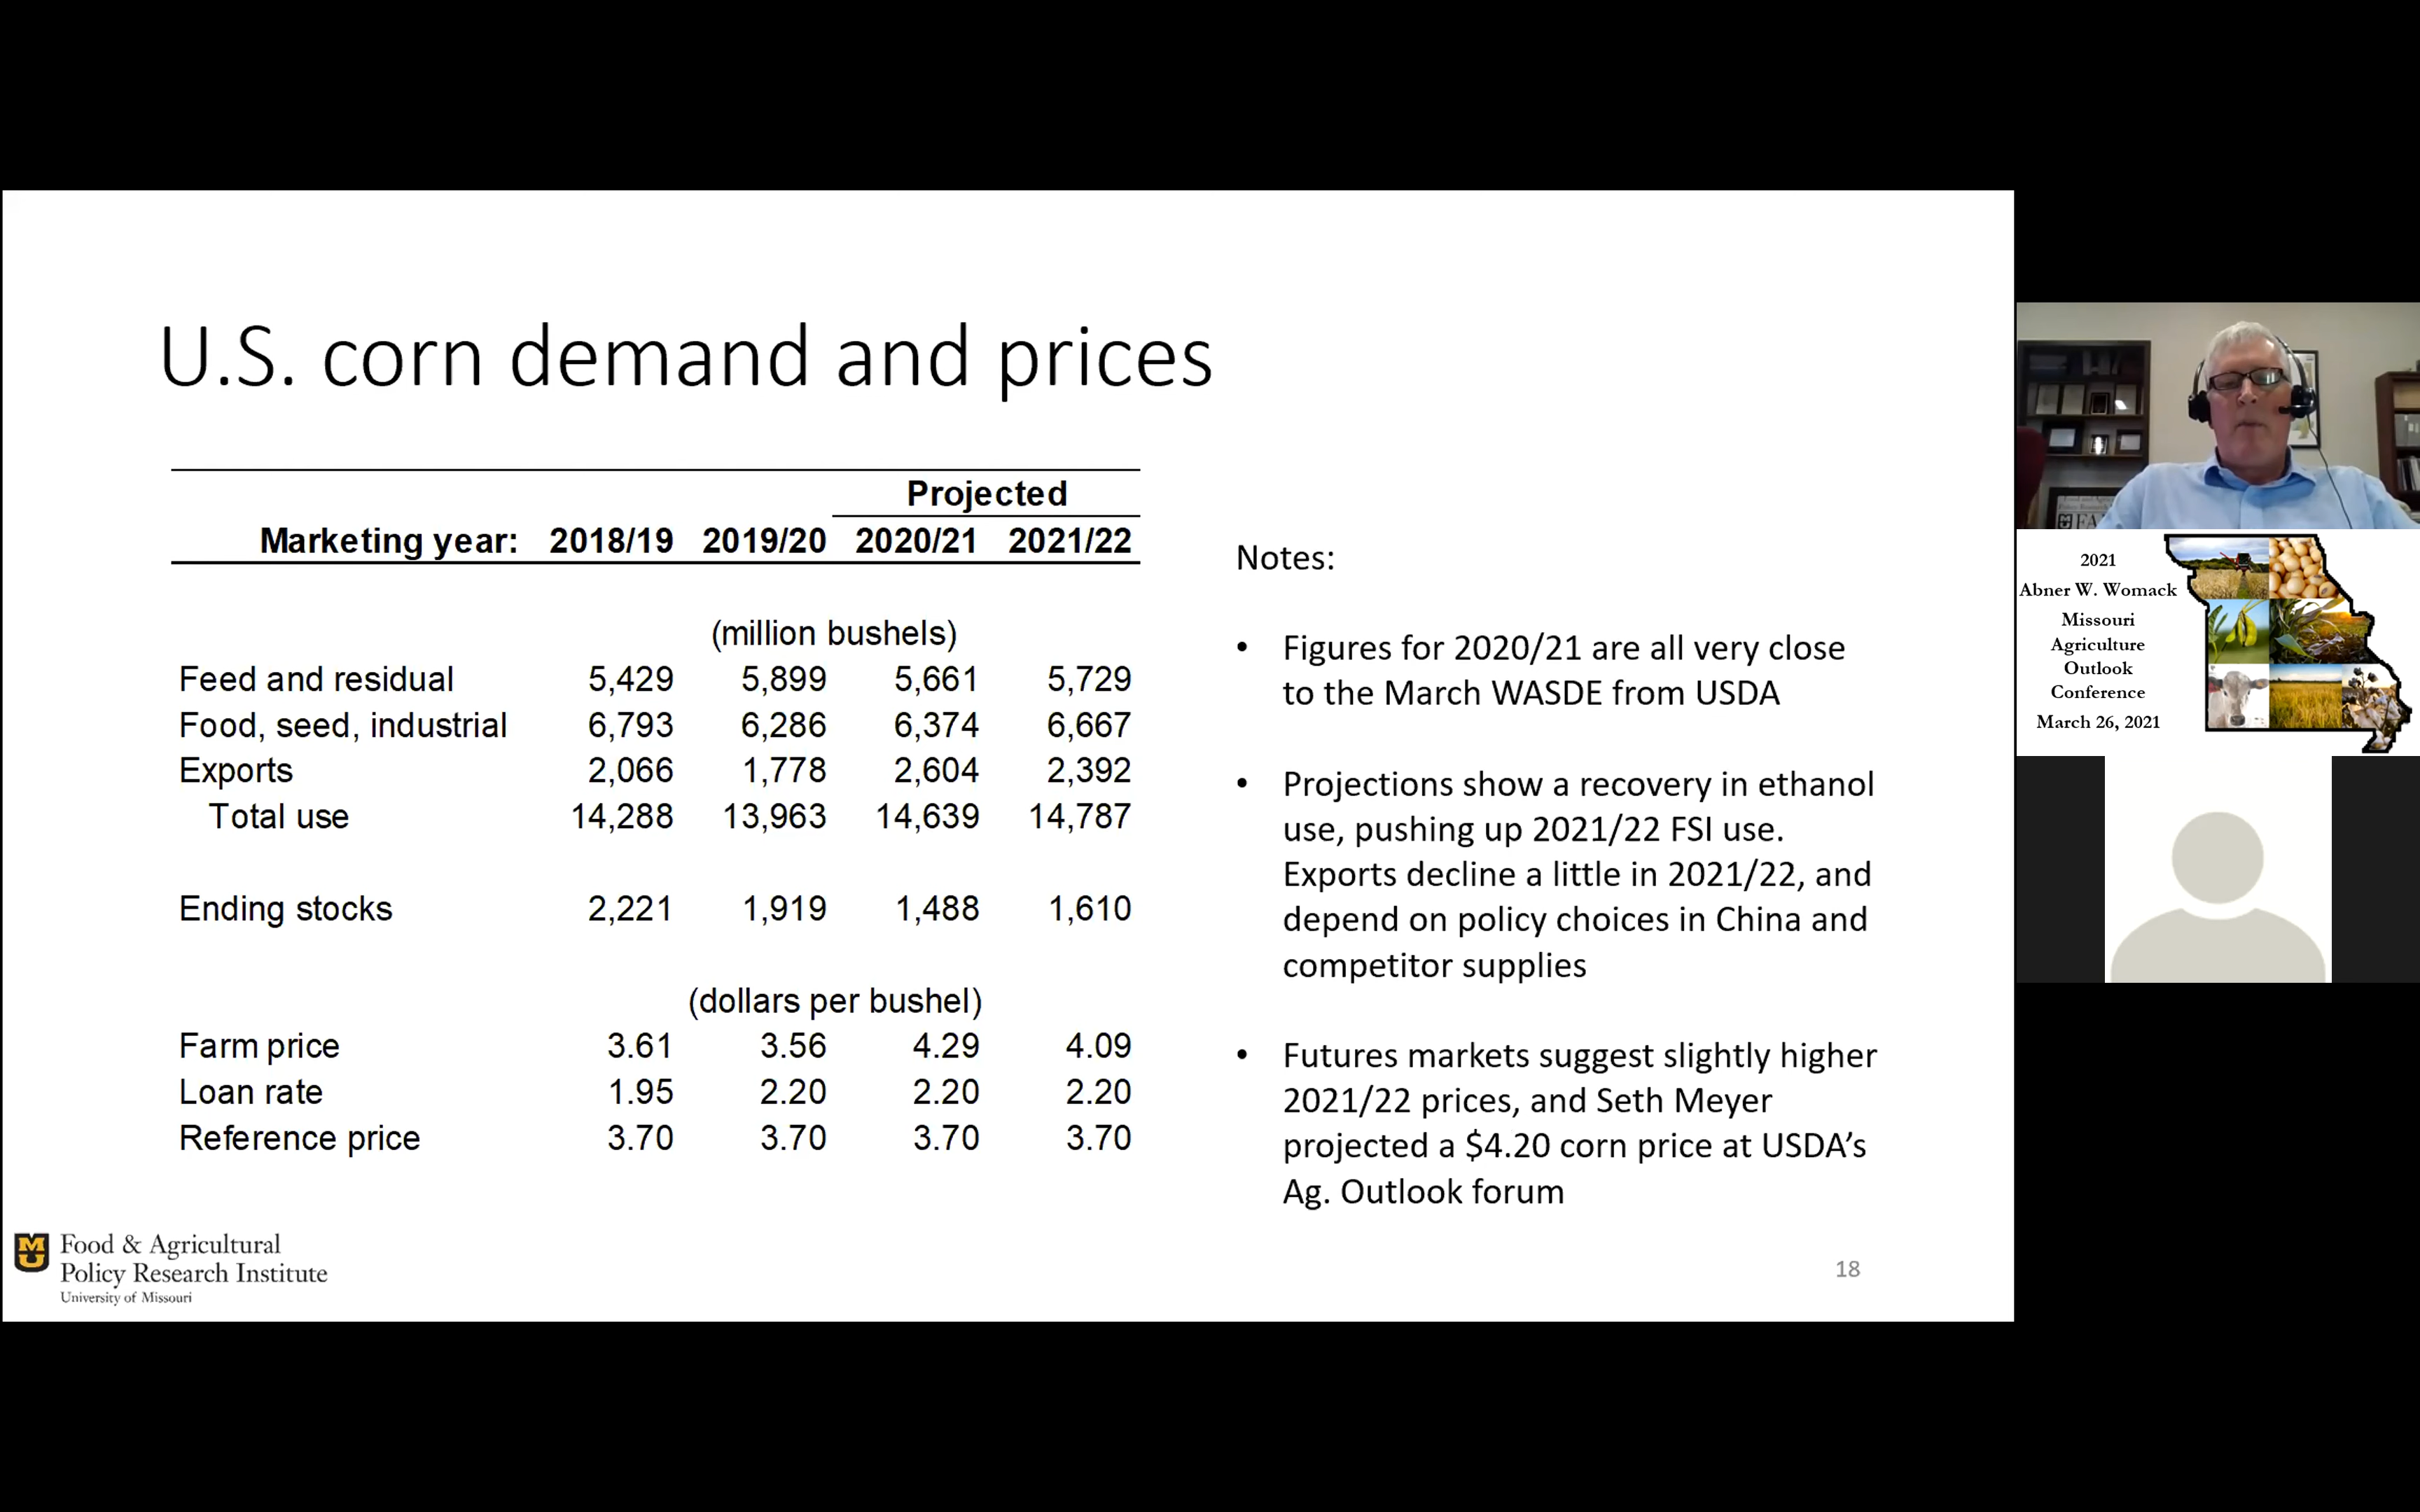 U.S. corn demand and prices
Projected
Marketing year: 2018/19 2019/20 2020/21 2021/22
(million bushels)
Feed and residual 5,429 5,899 5,661 5,729
Food, seed, industrial 6,793 6,286 6,374 6,667
Exports 2,066 1,778 2,604 2,392
Total use 14,288 13,963 14,639 14,787
Ending stocks 2,221 1,919 1,488 1,610
(dollars per bushel)
Farm price 3.61 3.56 4.29 4.09
Loan rate 1.95 2.20 2.20 2.20
Reference price 3.70 3.70 3.70 3.70
Notes:
• Figures for 2020/21 are all very close
to the March WASDE from USDA
• Projections show a recovery in ethanol
use, pushing up 2021/22 FSI use.
Exports decline a little in 2021/22, and
depend on policy choices in China and
competitor supplies
• Futures markets suggest slightly higher
2021/22 prices, and Seth Meyer
projected a $4.20 corn price at USDA’s
Ag. Outlook forum
Food & Agricultural
Policy Research Institute
University of Missouri
18
2021
Abner W. Womack
Missouri
Agriculture
Outlook
Conference
March 26, 2021